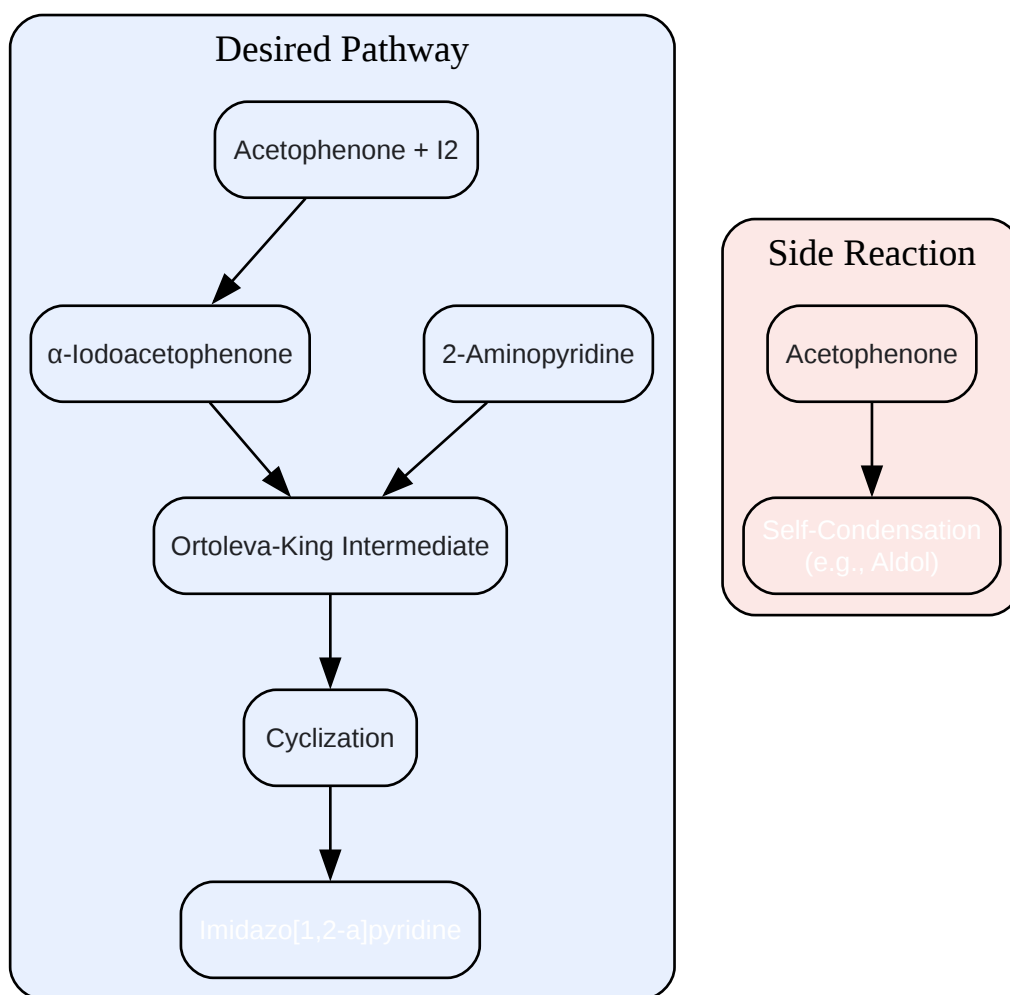 Desired Pathway
Acetophenone + I2
α-Iodoacetophenone
2-Aminopyridine
Ortoleva-King Intermediate
Cyclization
Imidazo[1,2-a]pyridine
Side Reaction
Acetophenone
Self-Condensation
(e.g., Aldol)